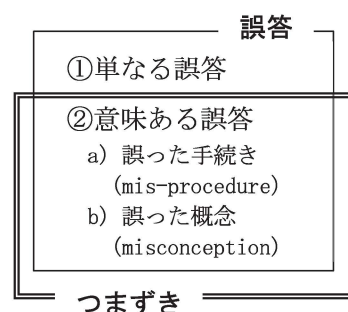 誤答
①単なる誤答
②意味ある誤答
a) 誤った手続き
(mis-procedure)
b) 誤った概念
(misconception)
つまずき